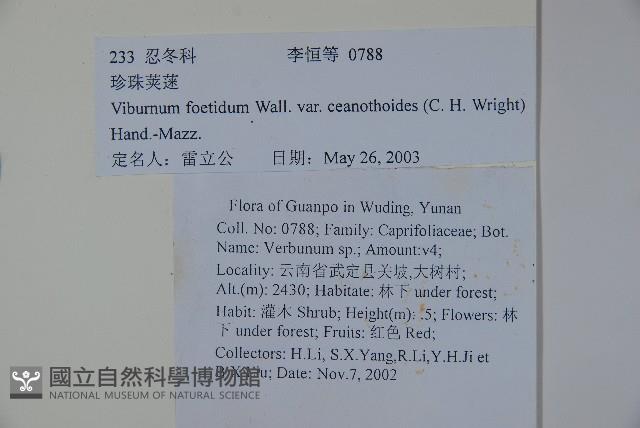 233 忍冬科 李恒等 0788
珍珠荚蒾
Viburnum foetidum Wall. var. ceanothoides (C. H. Wright)
Hand.-Mazz.
定名人：雷立公 日期：May 26, 2003
Flora of Guanpo in Wuding, Yunan
Coll. No: 0788; Family: Caprifoliaceae; Bot.
Name: Verbunum sp.; Amount:v4;
Locality: 云南省武定县关坡,大树村;
Alt.(m): 2430; Habitate: 林下 under forest;
Habit: 灌木 Shrub; Height(m): .5; Flowers: 林
下 under forest; Fruits: 红色 Red;
Collectors: H.Li, S.X.Yang,R.Li,Y.H.Ji et
Date: Nov.7, 2002
國立自然科學博物館
NATIONAL MUSEUM OF NATURAL SCIENCE